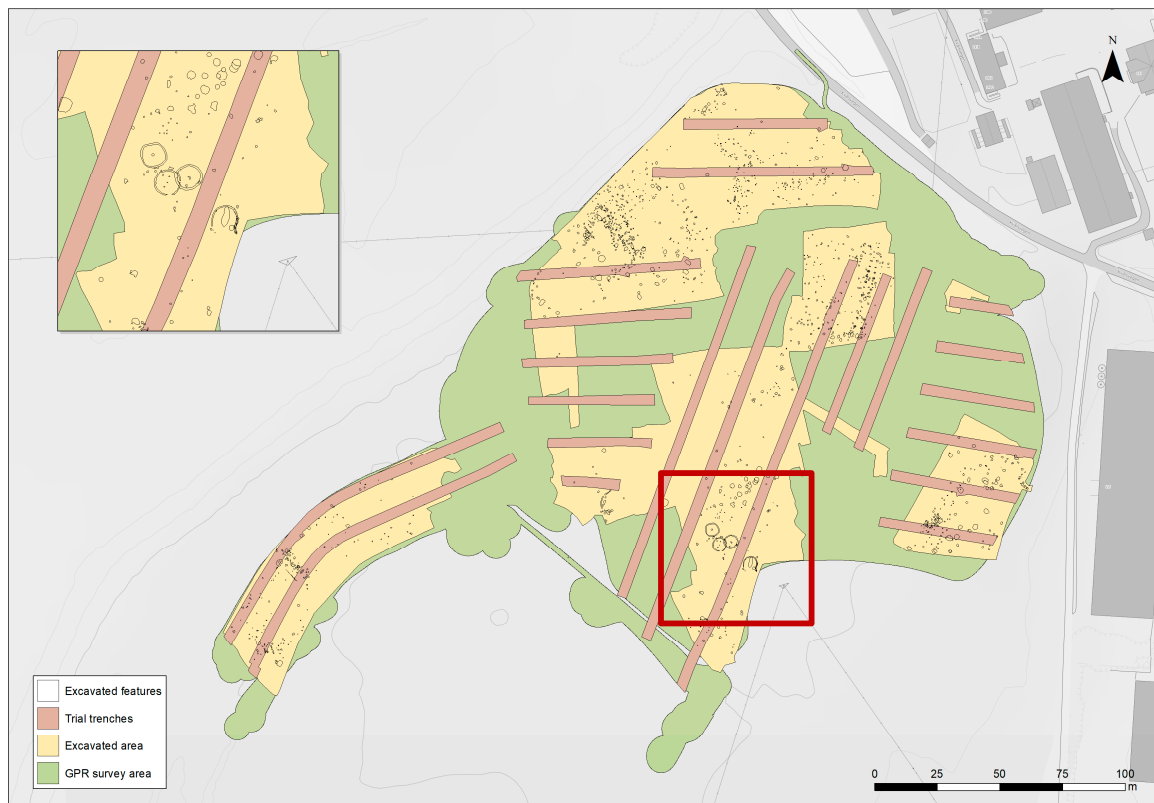 N
Excavated features
Trial trenches
Excavated area
GPR survey area
0 25 50 75 100
m